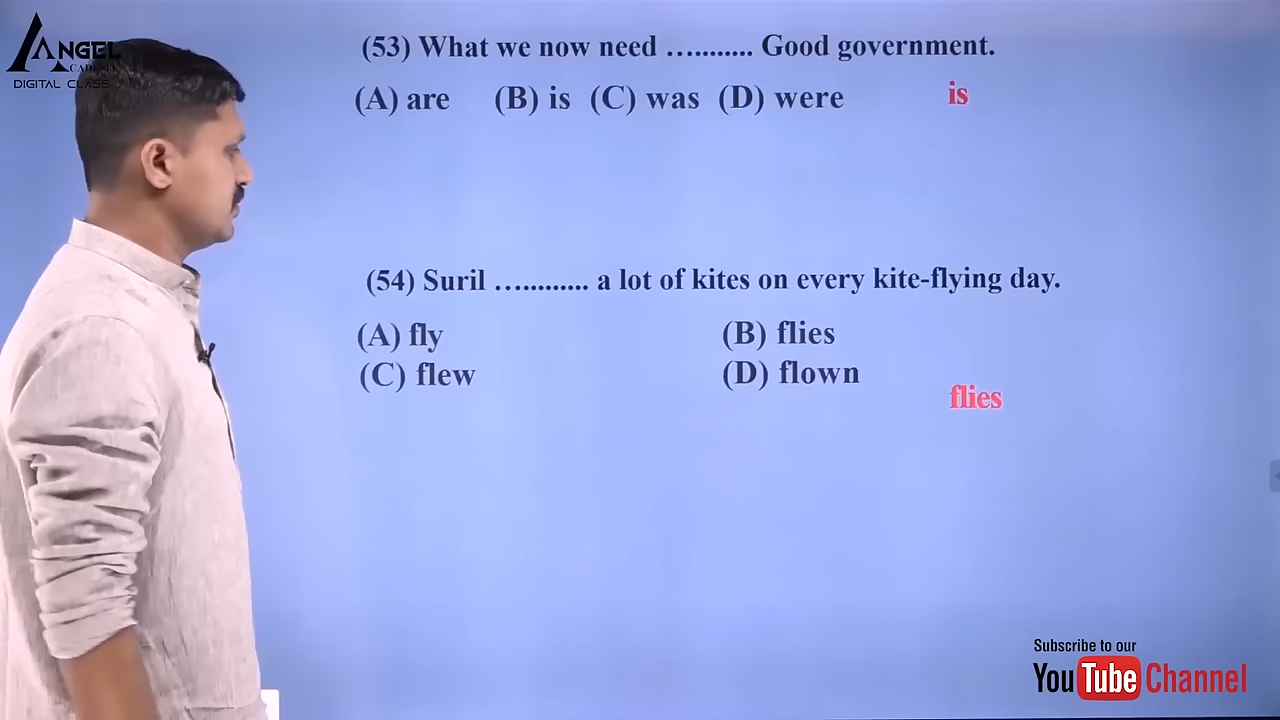 ANGEL
ACADEMY
DIGITAL CLASS
(53) What we now need …......... Good government.
(A) are (B) is (C) was (D) were
is
(54) Suril …......... a lot of kites on every kite-flying day.
(A) fly (B) flies
(C) flew (D) flown
flies
Subscribe to our
YouTube Channel